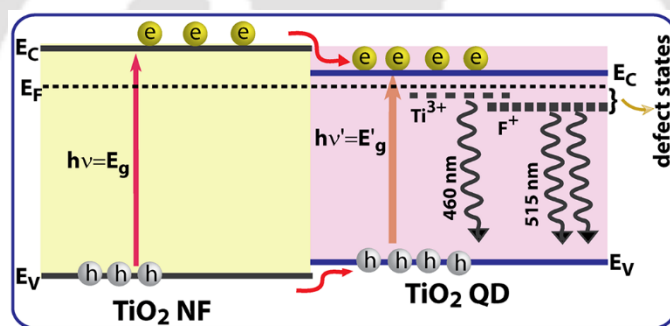 e e e
E_C
e e e e
E_C
E_F
Ti³⁺
F⁺
defect states
hν=E_g
hν'=E'_g
460 nm
515 nm
h h h
h h h h
E_V
E_V
TiO₂ NF
TiO₂ QD